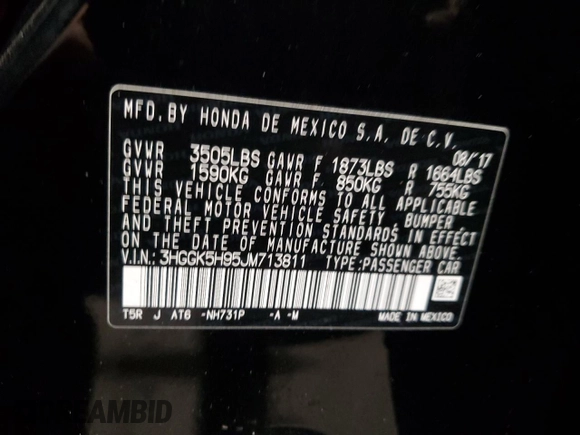 MFD. BY HONDA DE MEXICO S.A. DE C.V.
08/'17
GVWR 3505LBS GAWR F 1873LBS R 1664LBS
GVWR 1590KG GAWR F 850KG R 755KG
THIS VEHICLE CONFORMS TO ALL APPLICABLE
FEDERAL MOTOR VEHICLE SAFETY BUMPER
AND THEFT PREVENTION STANDARDS IN EFFECT
ON THE DATE OF MANUFACTURE SHOWN ABOVE.
V.I.N.: 3HGGK5H95JM713811 TYPE:PASSENGER CAR
T5R J AT6 -NH731P -A -M
MADE IN MEXICO